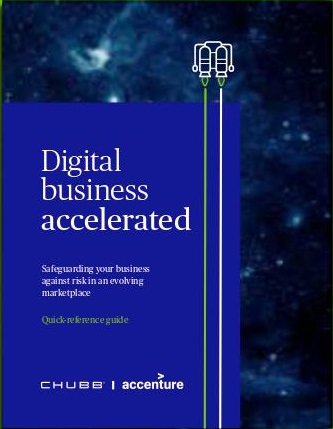 Digital
business
accelerated
Safeguarding your business
against risk in an evolving
marketplace
Quick-reference guide
CHUBB® | accenture